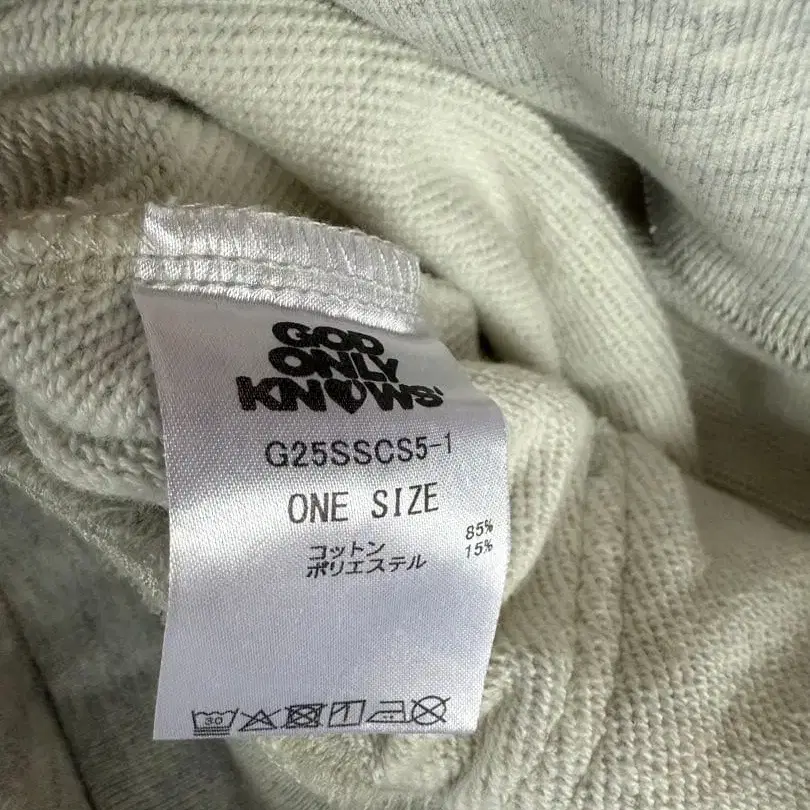 GOD
ONLY
KNOWS
G25SSCS5-1
ONE SIZE
コットン 85%
ポリエステル 15%
30